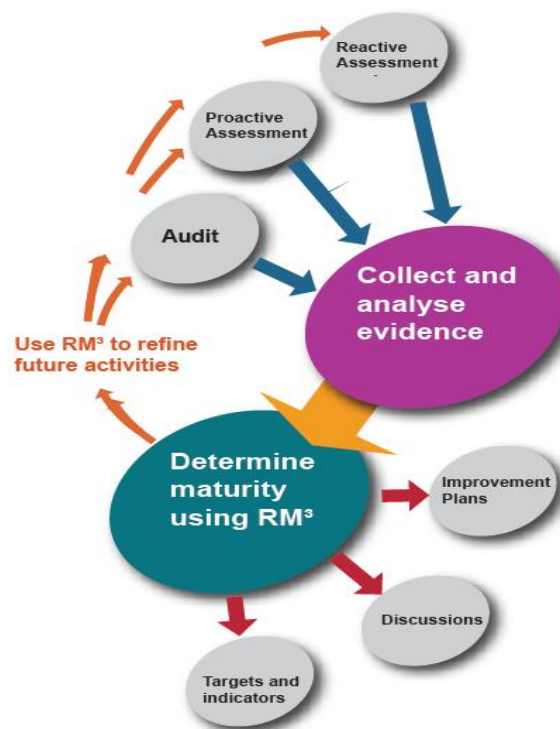 Reactive
Assessment
Proactive
Assessment
Audit
Collect and
analyse
evidence
Use RM³ to refine
future activities
Determine
maturity
using RM³
Improvement
Plans
Discussions
Targets and
indicators